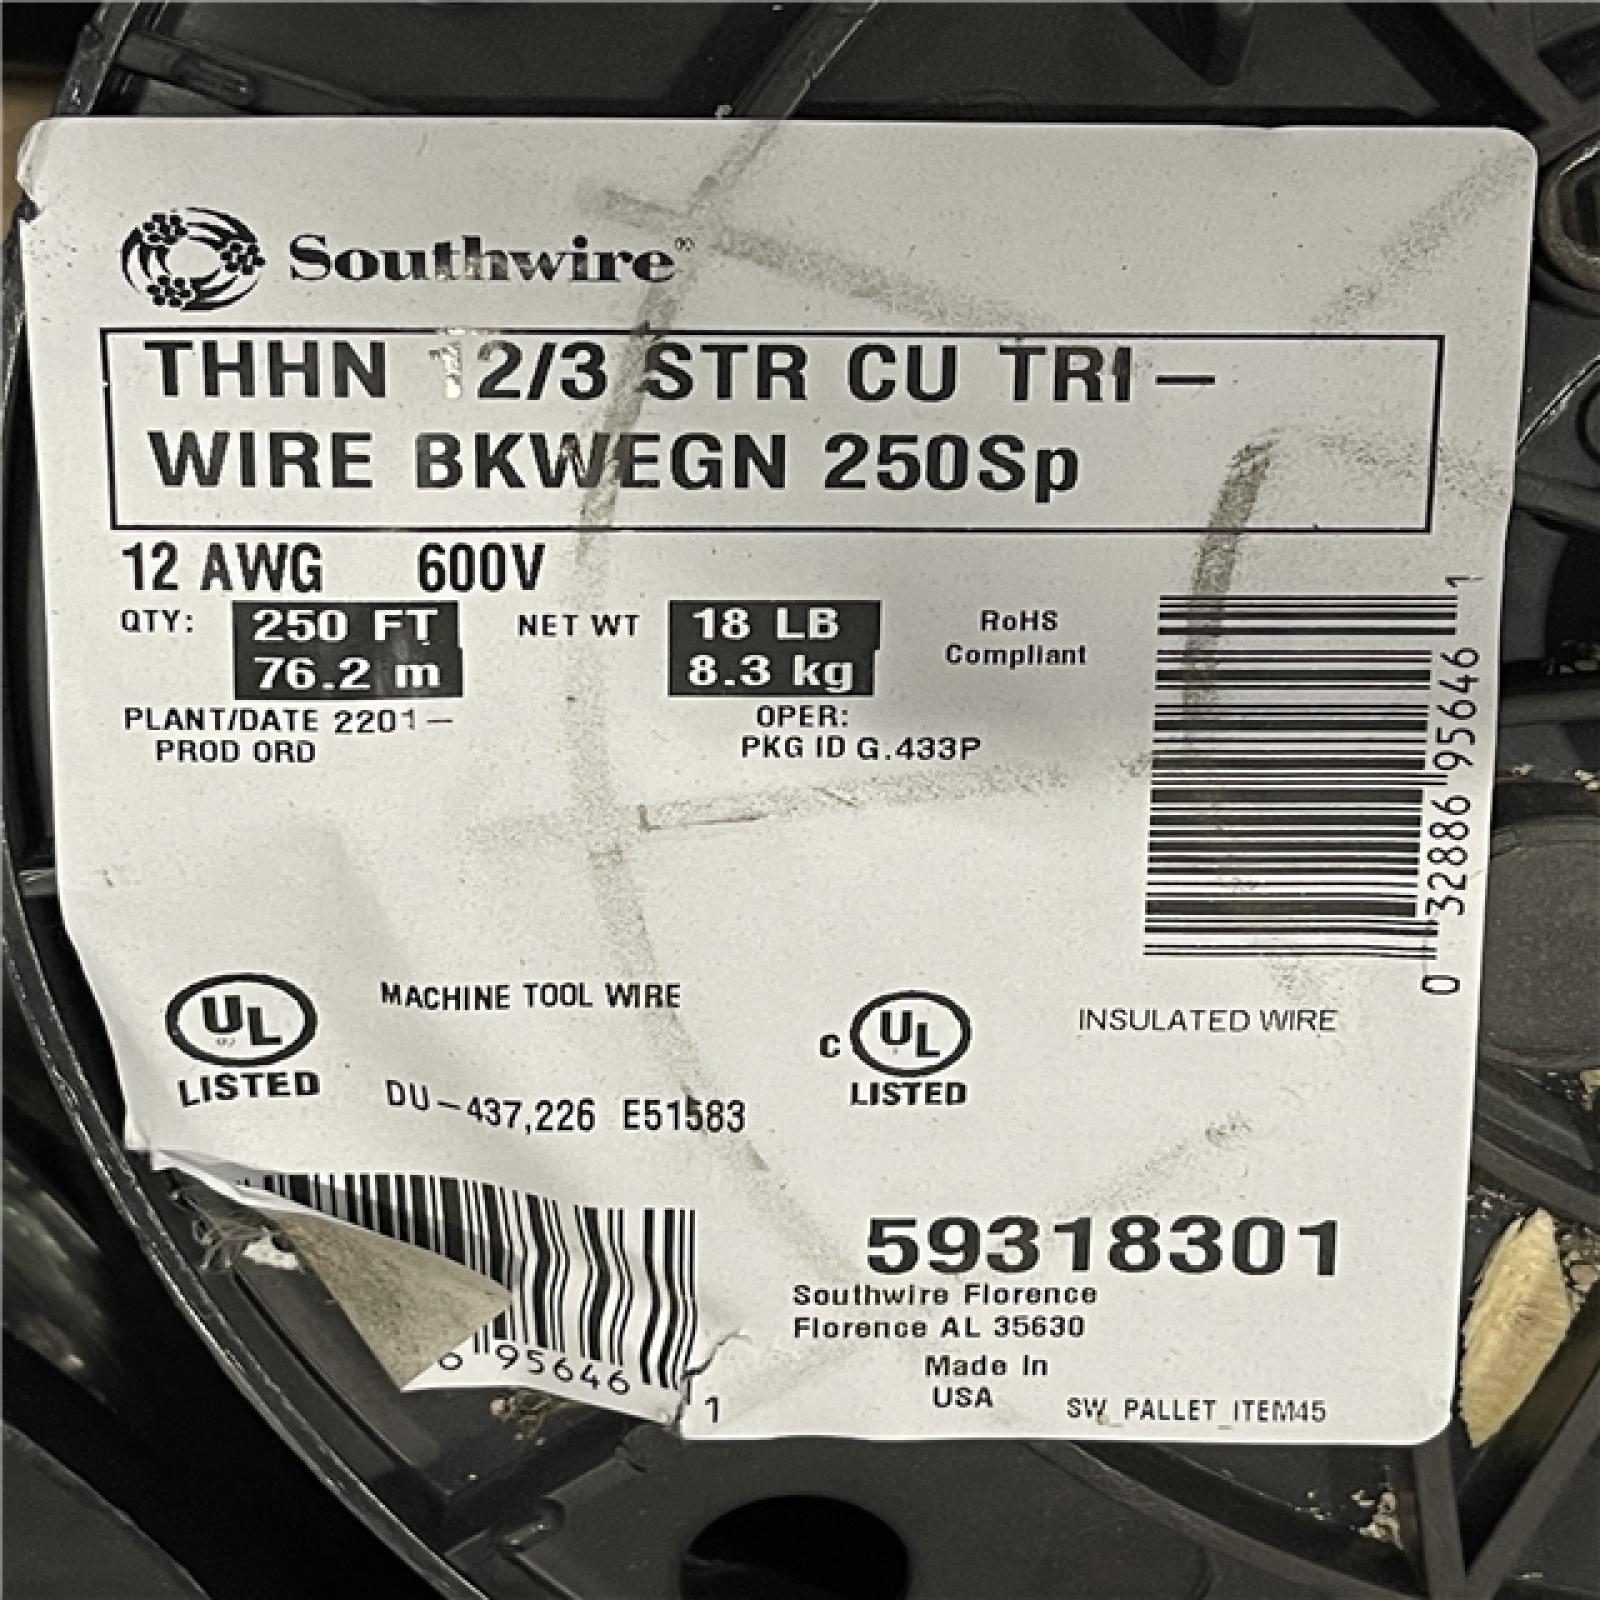 Southwire®
THHN 12/3 STR CU TRI-
WIRE BKWEGN 250Sp
12 AWG 600V
QTY: 250 FT NET WT 18 LB RoHS
76.2 m 8.3 kg Compliant
PLANT/DATE 2201- OPER:
PROD ORD PKG ID G.433P
0 32886 95646 1
UL LISTED MACHINE TOOL WIRE
c UL LISTED INSULATED WIRE
DU-437,226 E51583
6 95646 1
59318301
Southwire Florence
Florence AL 35630
Made In
USA
SW_PALLET_ITEM45